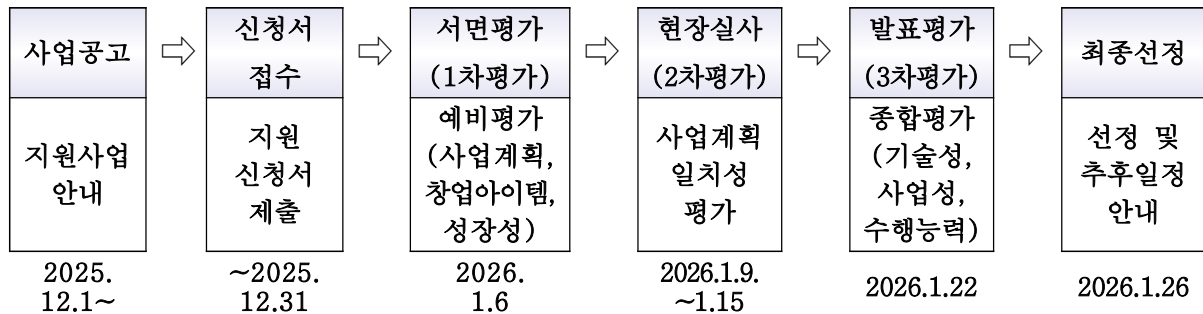 사업공고
지원사업
안내
2025.
12.1~
신청서
접수
지원
신청서
제출
~2025.
12.31
서면평가
(1차평가)
예비평가
(사업계획,
창업아이템,
성장성)
2026.
1.6
현장실사
(2차평가)
사업계획
일치성
평가
2026.1.9.
~1.15
발표평가
(3차평가)
종합평가
(기술성,
사업성,
수행능력)
2026.1.22
최종선정
선정 및
추후일정
안내
2026.1.26